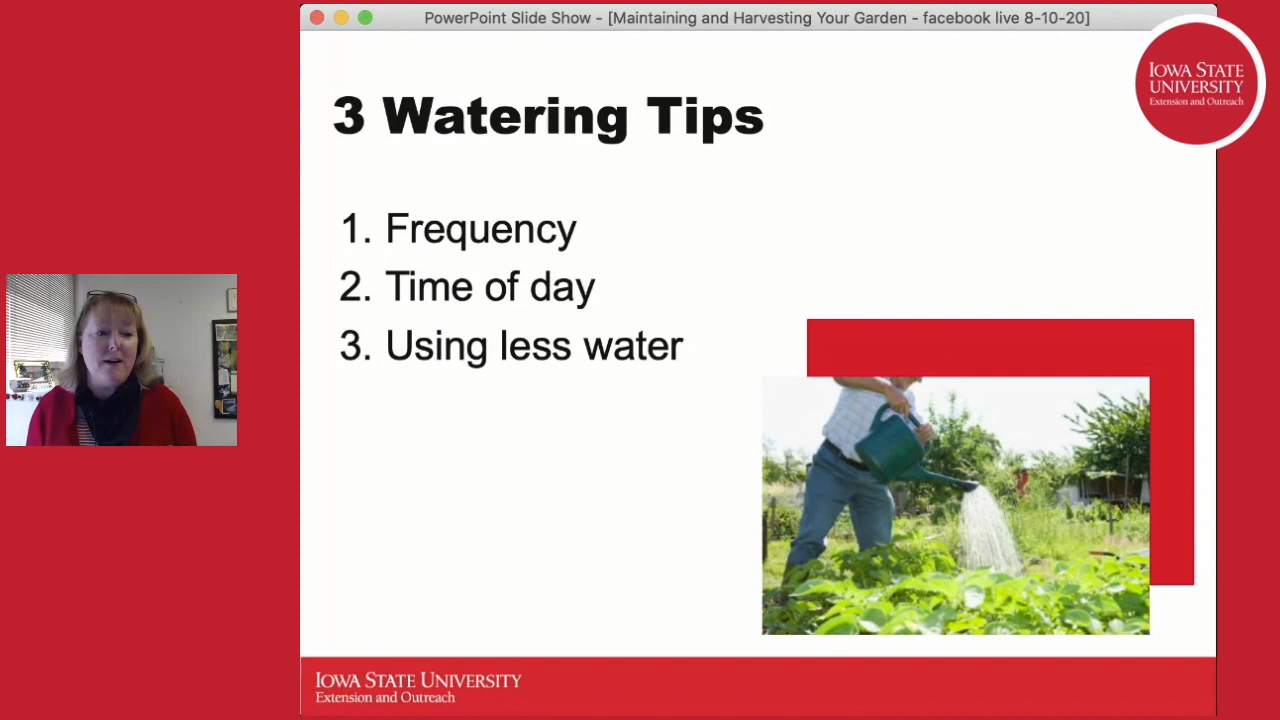 PowerPoint Slide Show - [Maintaining and Harvesting Your Garden - facebook live 8-10-20]
IOWA STATE
UNIVERSITY
Extension and Outreach
3 Watering Tips
1. Frequency
2. Time of day
3. Using less water
IOWA STATE UNIVERSITY
Extension and Outreach